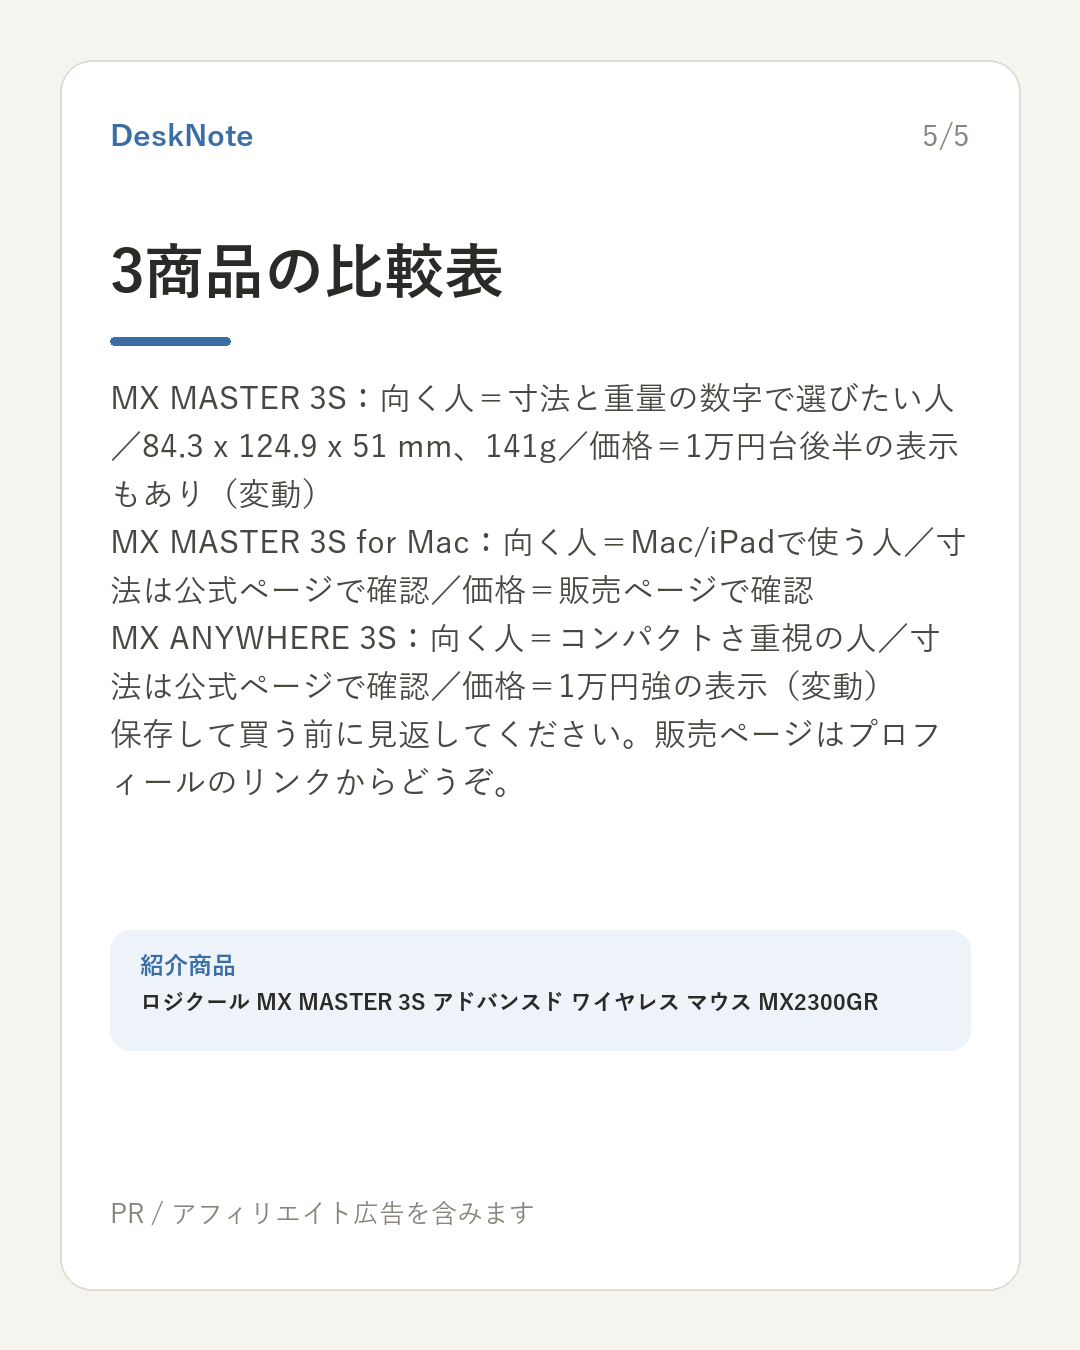 DeskNote
5/5
3商品の比較表
MX MASTER 3S：向く人＝寸法と重量の数字で選びたい人
／84.3 x 124.9 x 51 mm、141g／価格＝1万円台後半の表示
もあり（変動）
MX MASTER 3S for Mac：向く人＝Mac/iPadで使う人／寸
法は公式ページで確認／価格＝販売ページで確認
MX ANYWHERE 3S：向く人＝コンパクトさ重視の人／寸
法は公式ページで確認／価格＝1万円強の表示（変動）
保存して買う前に見返してください。販売ページはプロフ
ィールのリンクからどうぞ。
紹介商品
ロジクール MX MASTER 3S アドバンスド ワイヤレス マウス MX2300GR
PR / アフィリエイト広告を含みます